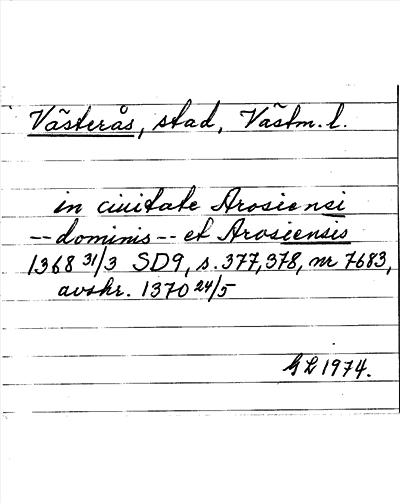 Västerås, stad, Västm. l.
in ciuitate Arosiensi
-- dominis -- et Arosiensis
1368 31/3 SD9, s. 377, 378, nr 7683,
avskr. 1370 24/5
GL 1974.